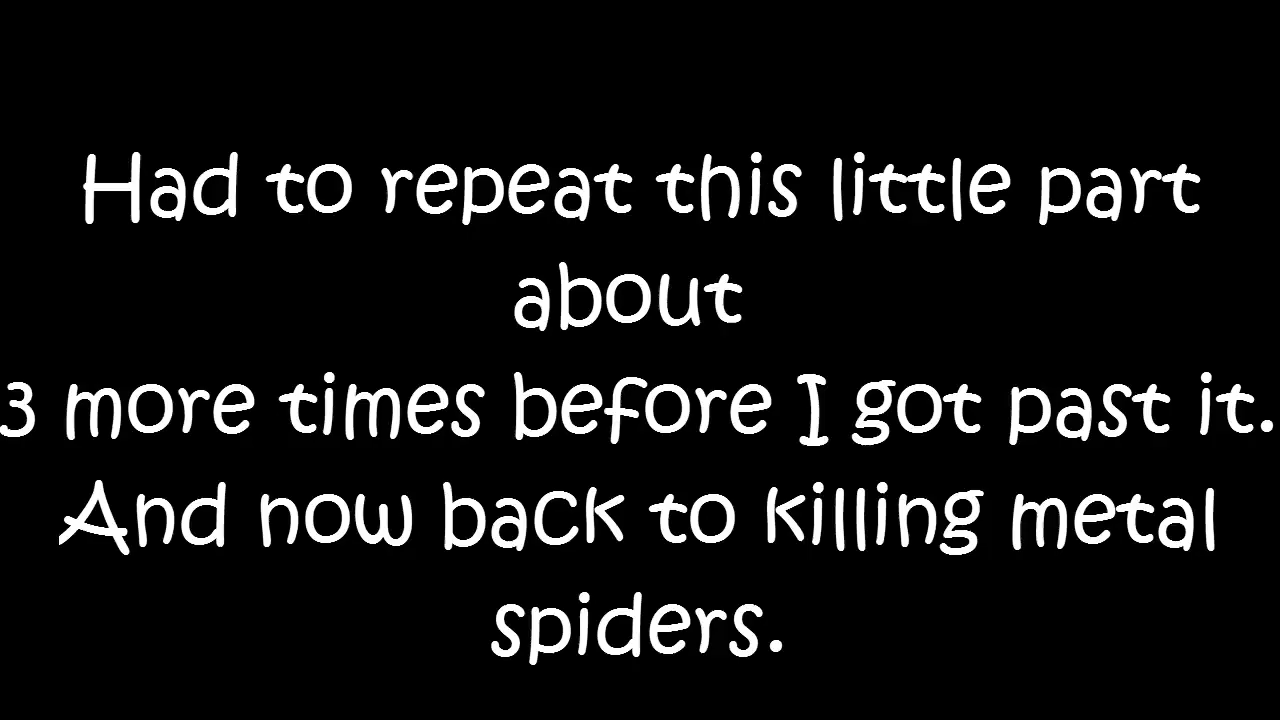 Had to repeat this little part
about
3 more times before I got past it.
And now back to killing metal
spiders.